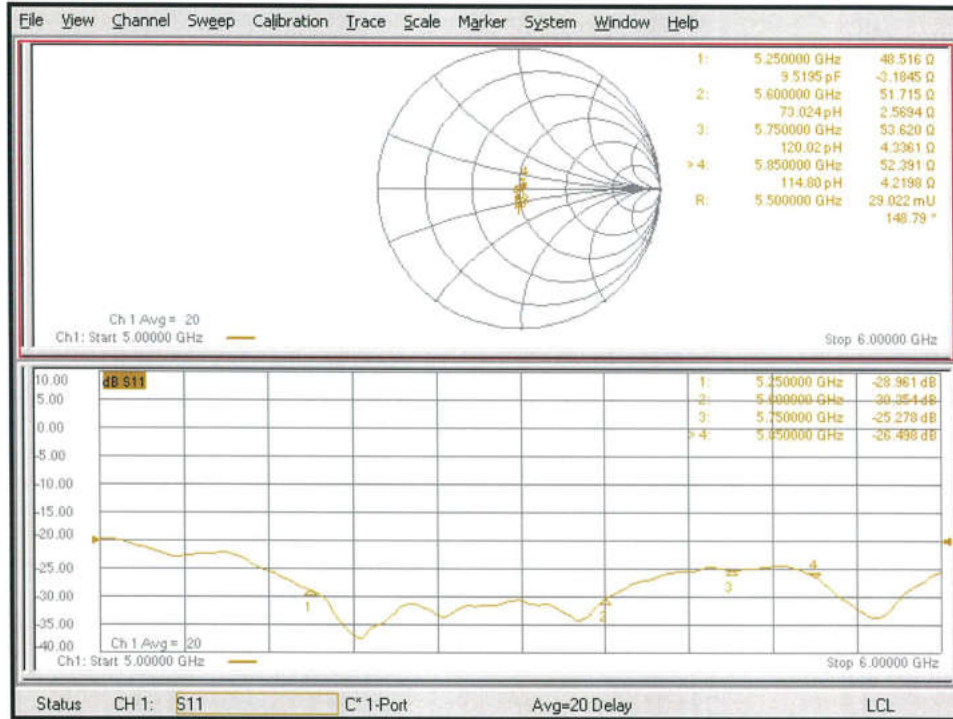 File View Channel Sweep Calibration Trace Scale Marker System Window Help
1: 5.250000 GHz 48.516 Ω
9.5195 pF -3.1845 Ω
2: 5.600000 GHz 51.715 Ω
73.024 pH 2.5694 Ω
3: 5.750000 GHz 53.620 Ω
120.02 pH 4.3361 Ω
> 4: 5.850000 GHz 52.391 Ω
114.80 pH 4.2198 Ω
R: 5.500000 GHz 29.022 mU
148.79 °
Ch 1 Avg = 20
Ch1: Start 5.00000 GHz
Stop 6.00000 GHz
10.00
dB S11
5.00
0.00
-5.00
-10.00
-15.00
-20.00
-25.00
-30.00
-35.00
-40.00
1: 5.250000 GHz -28.961 dB
2: 5.600000 GHz -30.354 dB
3: 5.750000 GHz -25.278 dB
> 4: 5.850000 GHz -26.498 dB
1
2
3
4
Ch 1 Avg = 20
Ch1: Start 5.00000 GHz
Stop 6.00000 GHz
Status CH 1: S11 C* 1-Port Avg=20 Delay LCL